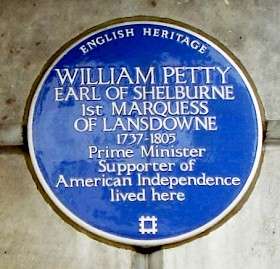 ENGLISH HERITAGE
WILLIAM PETTY
EARL OF SHELBURNE
1st MARQUESS
OF LANSDOWNE
1737-1805
Prime Minister
Supporter of
American Independence
lived here